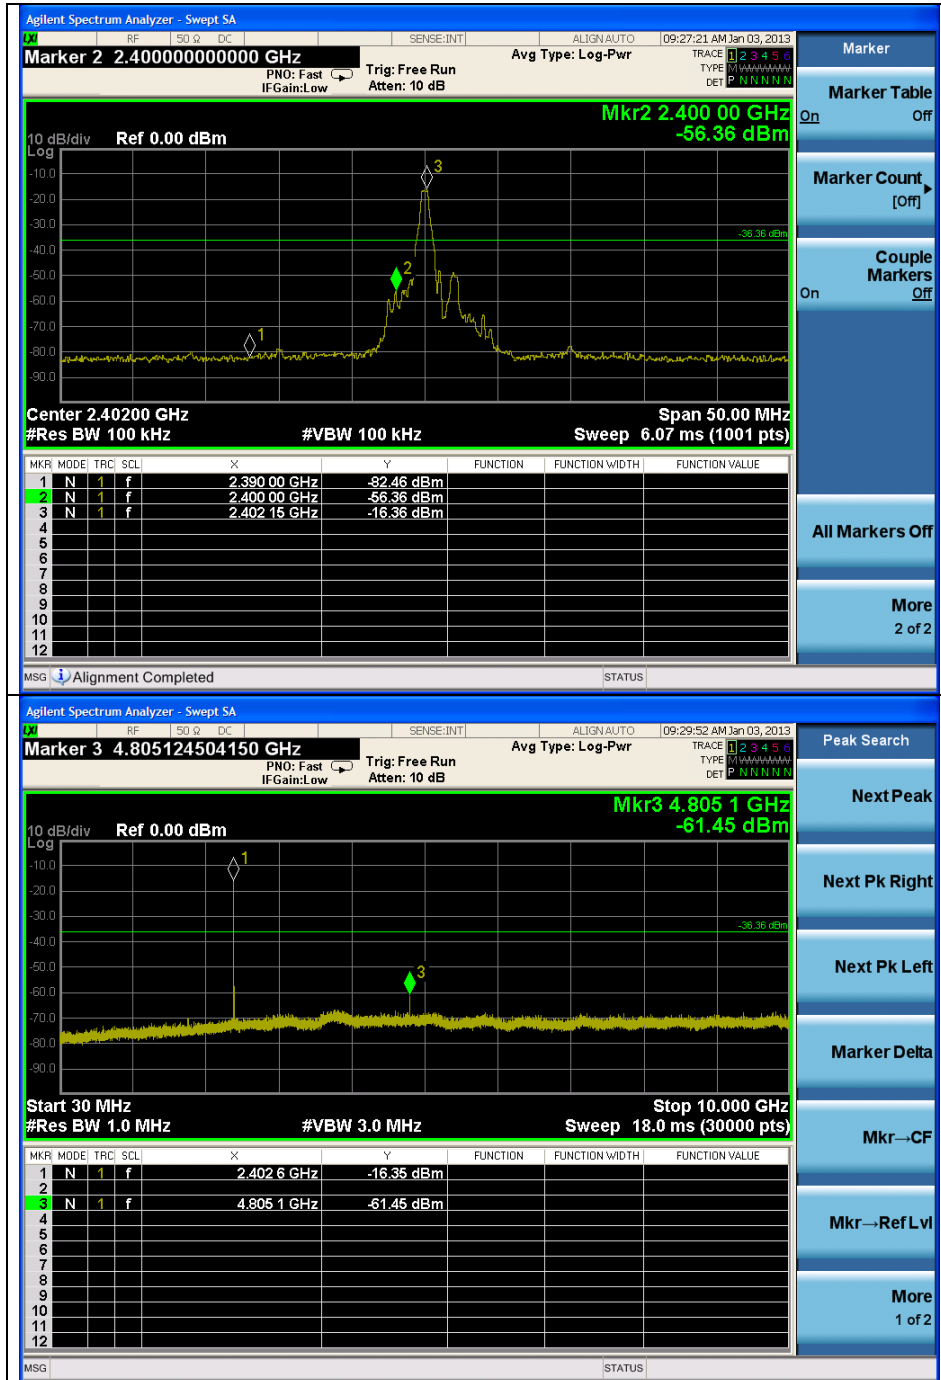 Agilent Spectrum Analyzer - Swept SA
LXI RF 50 Ω DC SENSE:INT ALIGN AUTO 09:27:21 AM Jan 03, 2013
Marker 2 2.400000000000 GHz
PNO: Fast
IFGain:Low
Trig: Free Run
Atten: 10 dB
Avg Type: Log-Pwr
TRACE 1 2 3 4 5 6
TYPE M W W W W W
DET P N N N N N
Mkr2 2.400 00 GHz
-56.36 dBm
10 dB/div Ref 0.00 dBm
Log
3
-10.0
-20.0
-30.0
-36.36 dBm
-40.0
2
-50.0
-60.0
-70.0
1
-80.0
-90.0
Center 2.40200 GHz Span 50.00 MHz
#Res BW 100 kHz #VBW 100 kHz Sweep 6.07 ms (1001 pts)
MKR MODE TRC SCL X Y FUNCTION FUNCTION WIDTH FUNCTION VALUE
1 N 1 f 2.390 00 GHz -82.46 dBm
2 N 1 f 2.400 00 GHz -56.36 dBm
3 N 1 f 2.402 15 GHz -16.36 dBm
4
5
6
7
8
9
10
11
12
MSG Alignment Completed STATUS
Marker
Marker Table
On Off
Marker Count
[Off]
Couple
Markers
On Off
All Markers Off
More
2 of 2
Agilent Spectrum Analyzer - Swept SA
LXI RF 50 Ω DC SENSE:INT ALIGN AUTO 09:29:52 AM Jan 03, 2013
Marker 3 4.805124504150 GHz
PNO: Fast
IFGain:Low
Trig: Free Run
Atten: 10 dB
Avg Type: Log-Pwr
TRACE 1 2 3 4 5 6
TYPE M W W W W W
DET P N N N N N
Mkr3 4.805 1 GHz
-61.45 dBm
10 dB/div Ref 0.00 dBm
Log
1
-10.0
-20.0
-30.0
-36.36 dBm
-40.0
-50.0
3
-60.0
-70.0
-80.0
-90.0
Start 30 MHz Stop 10.000 GHz
#Res BW 1.0 MHz #VBW 3.0 MHz Sweep 18.0 ms (30000 pts)
MKR MODE TRC SCL X Y FUNCTION FUNCTION WIDTH FUNCTION VALUE
1 N 1 f 2.402 6 GHz -16.35 dBm
2
3 N 1 f 4.805 1 GHz -61.45 dBm
4
5
6
7
8
9
10
11
12
MSG STATUS
Peak Search
Next Peak
Next Pk Right
Next Pk Left
Marker Delta
Mkr→CF
Mkr→Ref Lvl
More
1 of 2